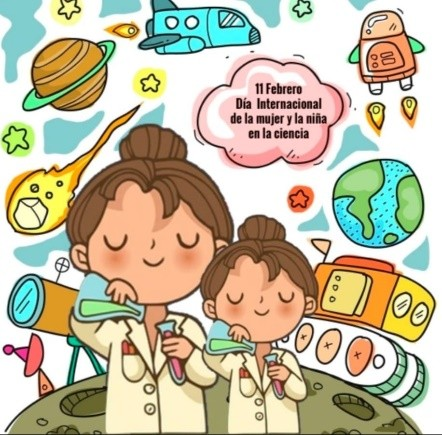 11 Febrero
Día Internacional
de la mujer y la niña
en la ciencia